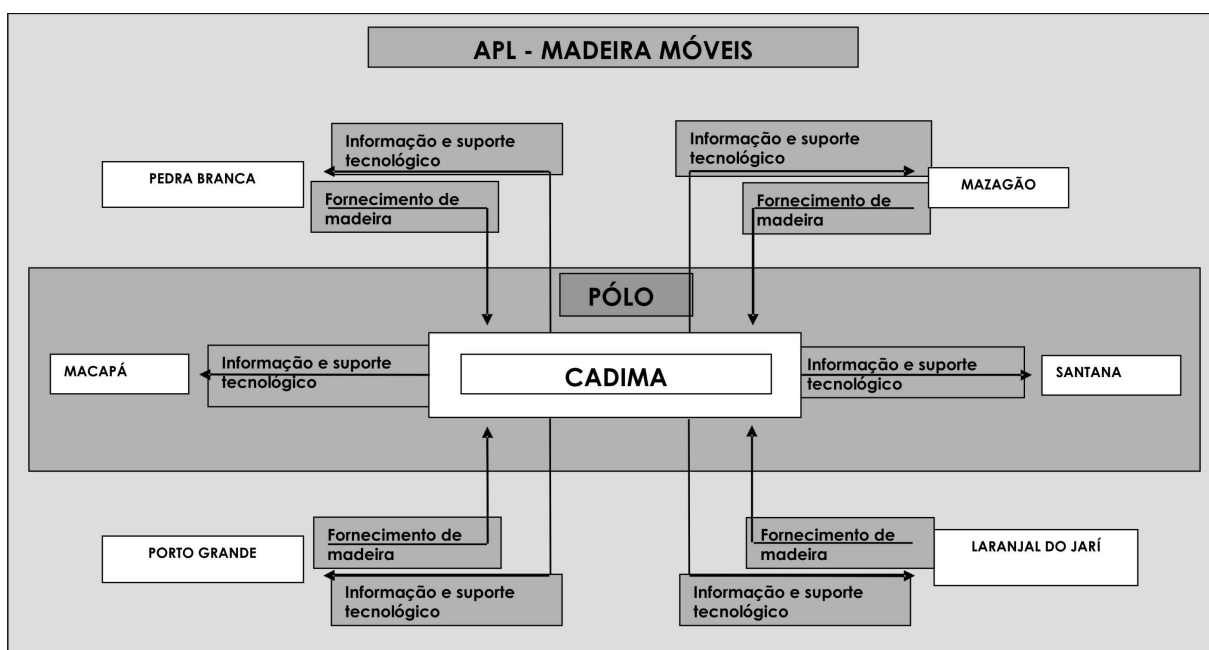 APL - MADEIRA MÓVEIS
Informação e suporte
tecnológico
Informação e suporte
tecnológico
PEDRA BRANCA
MAZAGÃO
Fornecimento de
madeira
Fornecimento de
madeira
PÓLO
MACAPÁ
Informação e suporte
tecnológico
CADIMA
Informação e suporte
tecnológico
SANTANA
PORTO GRANDE
Fornecimento de
madeira
Fornecimento de
madeira
LARANJAL DO JARÍ
Informação e suporte
tecnológico
Informação e suporte
tecnológico